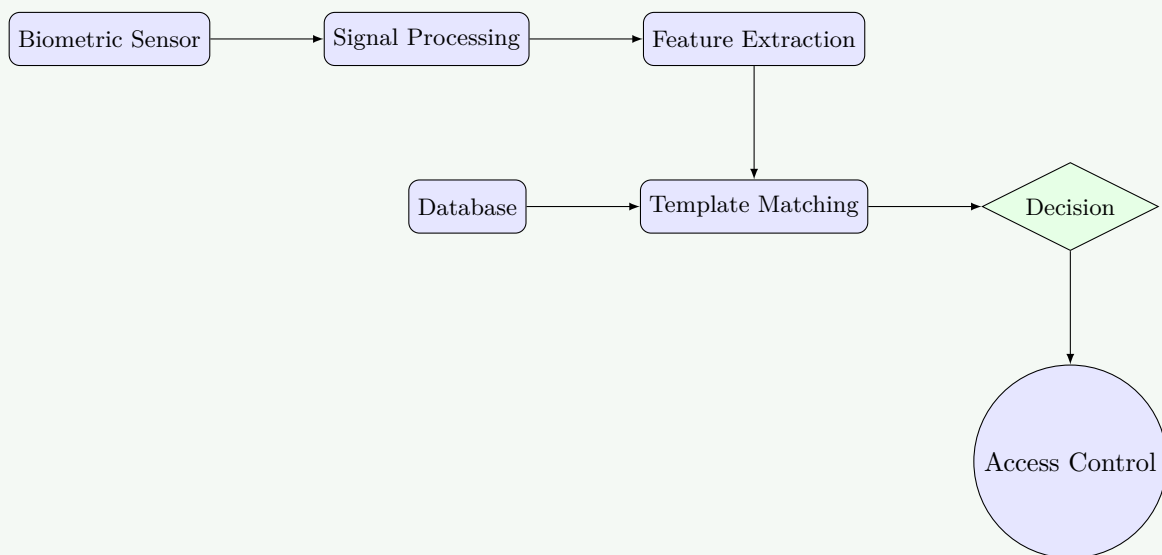 Biometric Sensor
Signal Processing
Feature Extraction
Database
Template Matching
Decision
Access Control